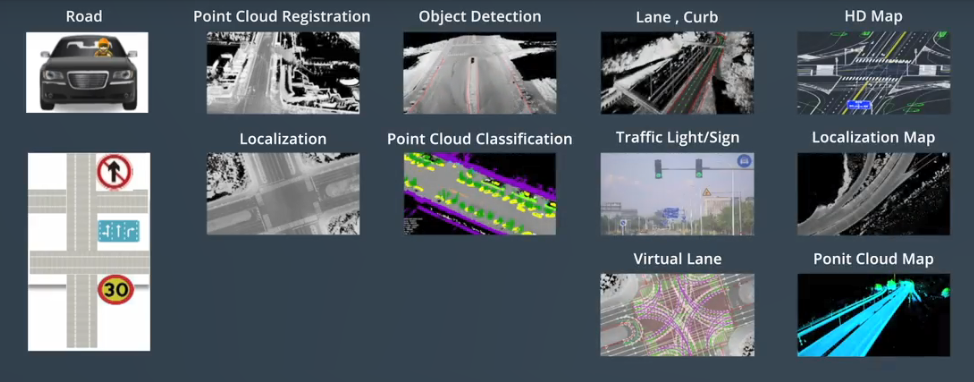 Road
Point Cloud Registration
Object Detection
Lane , Curb
HD Map
Localization
Point Cloud Classification
Traffic Light/Sign
Localization Map
30
Virtual Lane
Ponit Cloud Map